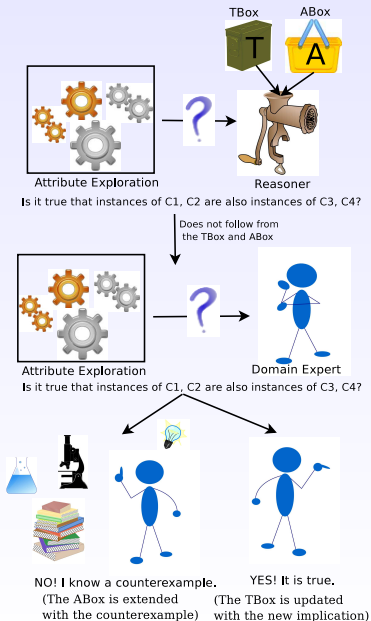 TBox
ABox
T
A
Attribute Exploration
Reasoner
Is it true that instances of C1, C2 are also instances of C3, C4?
Does not follow from
the TBox and ABox
Attribute Exploration
Domain Expert
Is it true that instances of C1, C2 are also instances of C3, C4?
NO! I know a counterexample.
(The ABox is extended
with the counterexample)
YES! It is true.
(The TBox is updated
with the new implication)